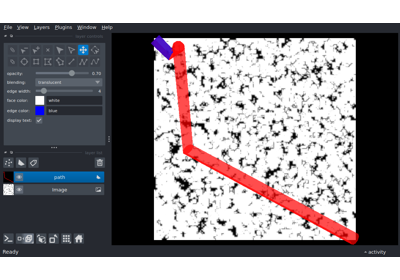 File View Layers Plugins Window Help
opacity: 0.70
blending: translucent
edge width:
face color: white
edge color: blue
display text:
path
Image
Ready
activity